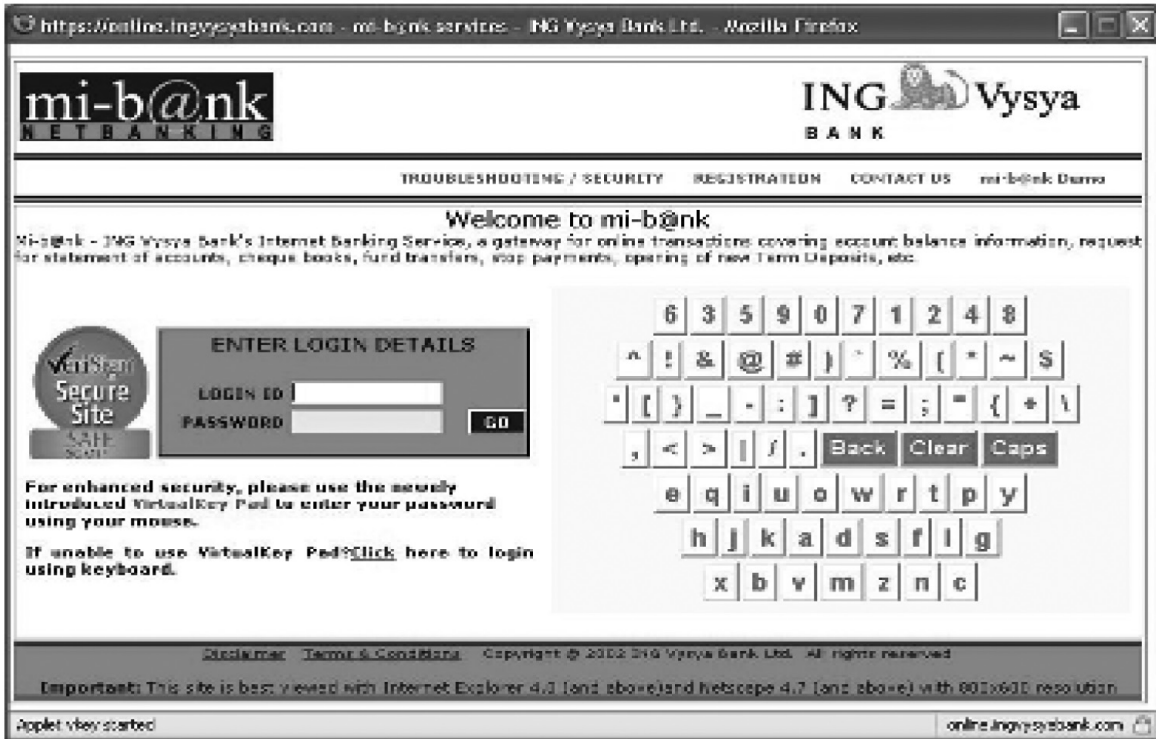 https://online.ingvysyabank.com - mi-b@nk services - ING Vysya Bank Ltd. - Mozilla Firefox
mi-b@nk
NETBANKING
ING Vysya
BANK
TROUBLESHOOTING / SECURITY REGISTRATION CONTACT US mi-b@nk Demo
Welcome to mi-b@nk
Mi-b@nk - ING Vysya Bank's Internet Banking Service, a gateway for online transactions covering account balance information, request
for statement of accounts, cheque books, fund transfers, stop payments, opening of new Term Deposits, etc
VeriSign
Secure
Site
ENTER LOGIN DETAILS
LOGIN ID
PASSWORD
GO
For enhanced security, please use the newly
introduced VirtualKey Pad to enter your password
using your mouse.
If unable to use VirtualKey Pad?Click here to login
using keyboard.
6 3 5 9 0 7 1 2 4 8
^ ! & @ # ) ` % ( * ~ $
' [ } _ - : ] ? = ; " { + \
, < > | / . Back Clear Caps
e q i u o w r t p y
h j k a d s f l g
x b v m z n c
Disclaimer Terms & Conditions Copyright @ 2002 ING Vysya Bank Ltd. All rights reserved
Important: This site is best viewed with Internet Explorer 4.0 (and above)and Netscape 4.7 (and above) with 800x600 resolution
Applet vkey started
online.ingvysyabank.com